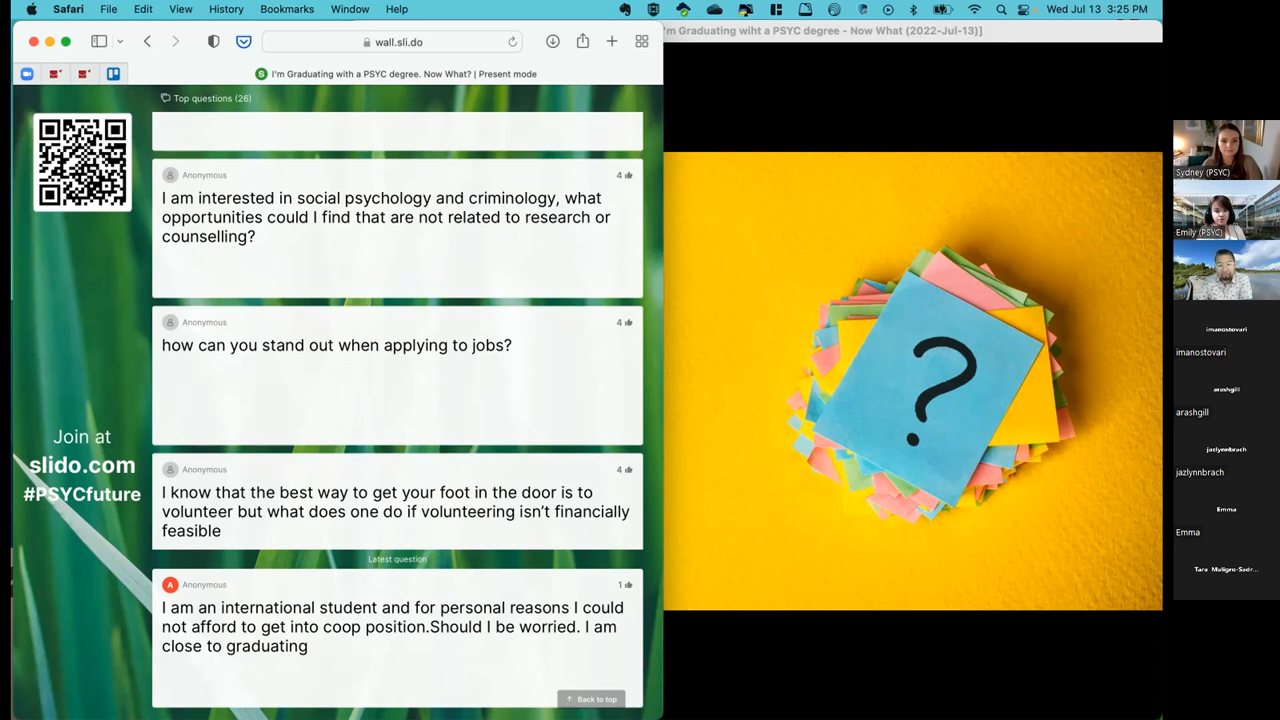 Safari File Edit View History Bookmarks Window Help
Wed Jul 13 3:25 PM
wall.sli.do
I'm Graduating wiht a PSYC degree - Now What (2022-Jul-13)]
S I'm Graduating with a PSYC degree. Now What? | Present mode
Top questions (26)
Anonymous 4
I am interested in social psychology and criminology, what
opportunities could I find that are not related to research or
counselling?
Anonymous 4
how can you stand out when applying to jobs?
Anonymous 4
I know that the best way to get your foot in the door is to
volunteer but what does one do if volunteering isn't financially
feasible
Latest question
A Anonymous 1
I am an international student and for personal reasons I could
not afford to get into coop position.Should I be worried. I am
close to graduating
Back to top
Join at
slido.com
#PSYCfuture
?
Sydney (PSYC)
Emily (PSYC)
imanostovari
imanostovari
arashgill
arashgill
jazlynnbrach
jazlynnbrach
Emma
Emma
Tara Maligro-Sadr...